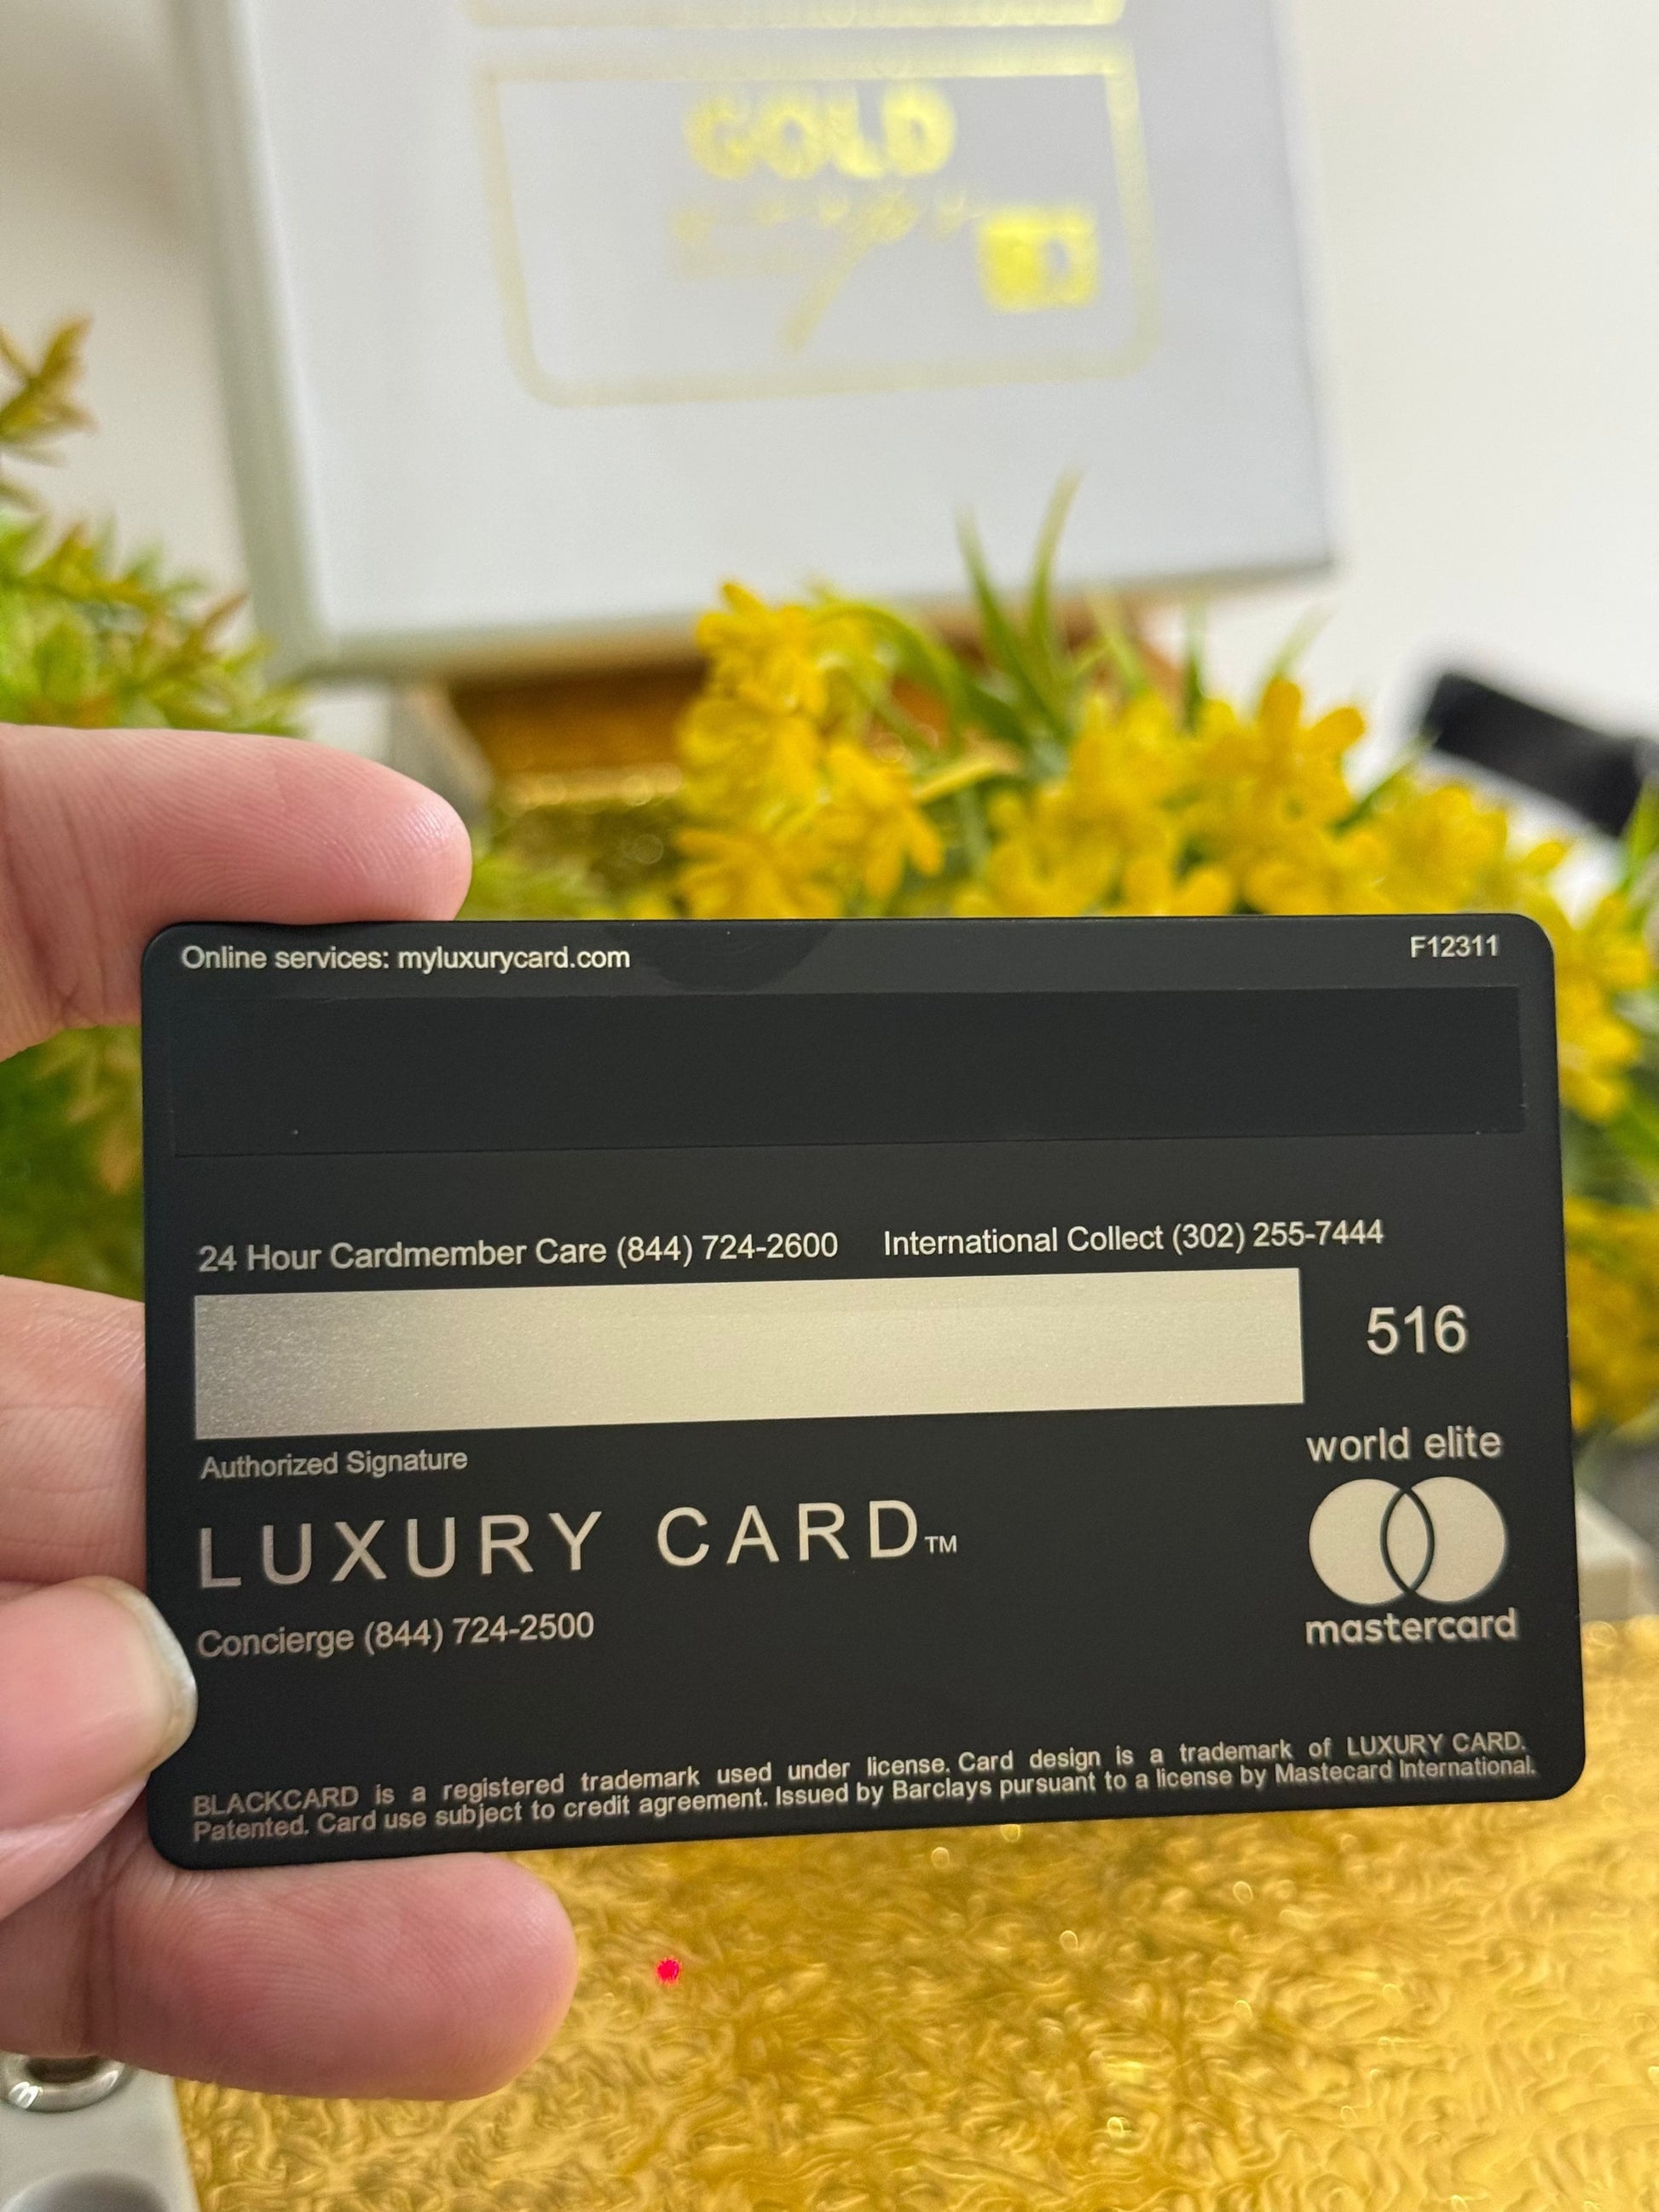 GOLD
Online services: myluxurycard.com F12311
24 Hour Cardmember Care (844) 724-2600 International Collect (302) 255-7444
516
Authorized Signature
world elite
LUXURY CARD™
mastercard
Concierge (844) 724-2500
BLACKCARD is a registered trademark used under license. Card design is a trademark of LUXURY CARD.
Patented. Card use subject to credit agreement. Issued by Barclays pursuant to a license by Mastecard International.